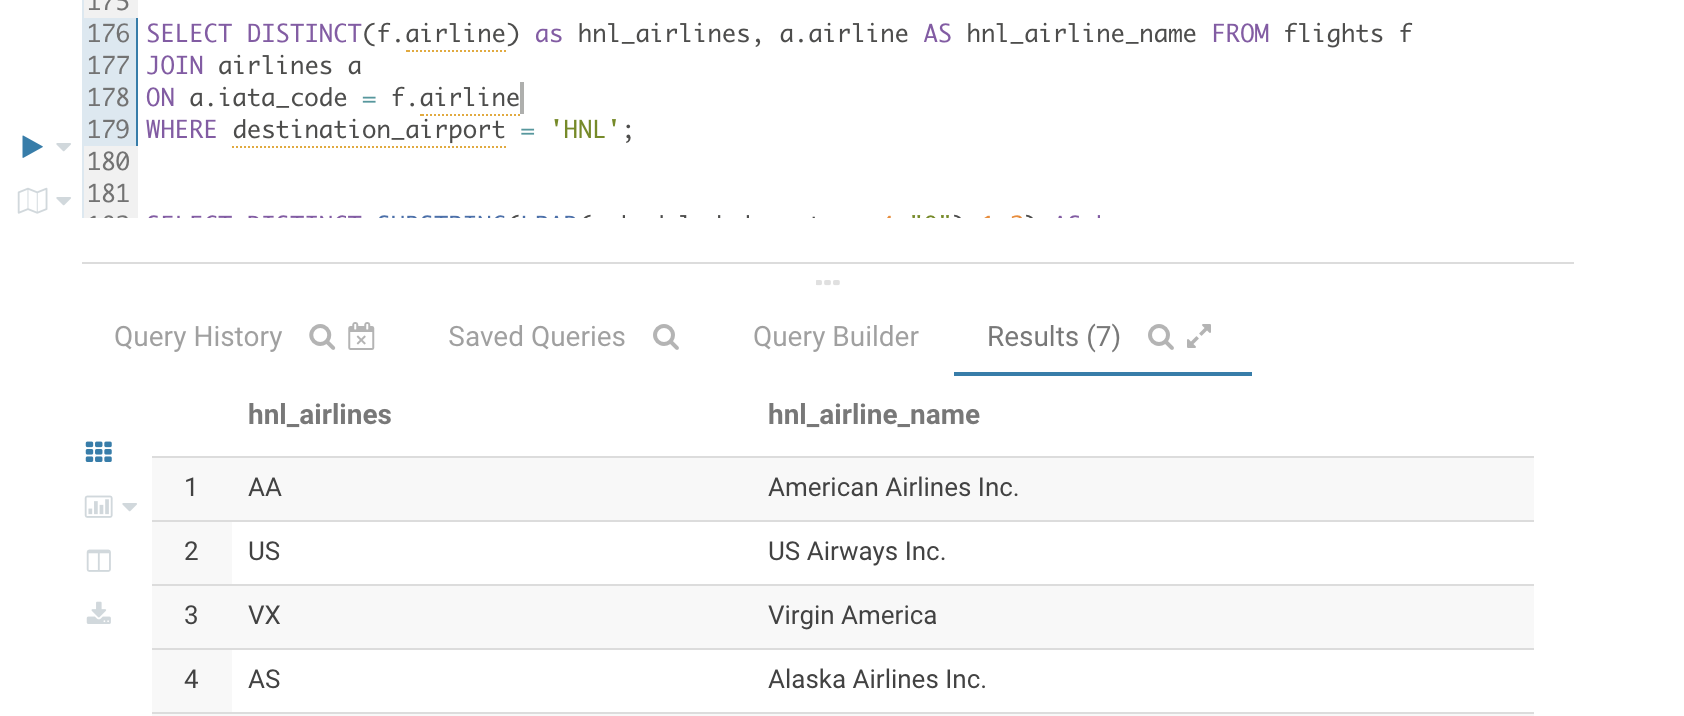 175
176 SELECT DISTINCT(f.airline) as hnl_airlines, a.airline AS hnl_airline_name FROM flights f
177 JOIN airlines a
178 ON a.iata_code = f.airline
179 WHERE destination_airport = 'HNL';
180
181
SELECT DISTINCT
Query History Saved Queries Query Builder Results (7)
hnl_airlines hnl_airline_name
1 AA American Airlines Inc.
2 US US Airways Inc.
3 VX Virgin America
4 AS Alaska Airlines Inc.